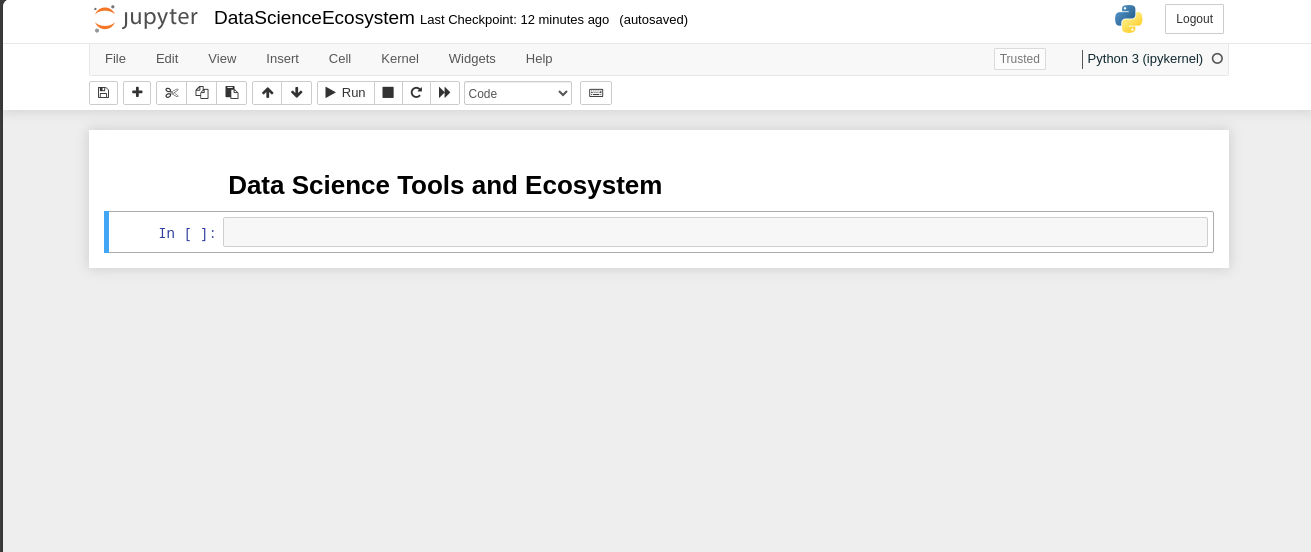 jupyter DataScienceEcosystem Last Checkpoint: 12 minutes ago (autosaved) Logout
File Edit View Insert Cell Kernel Widgets Help Trusted Python 3 (ipykernel)
Run Code
Data Science Tools and Ecosystem
In [ ]: